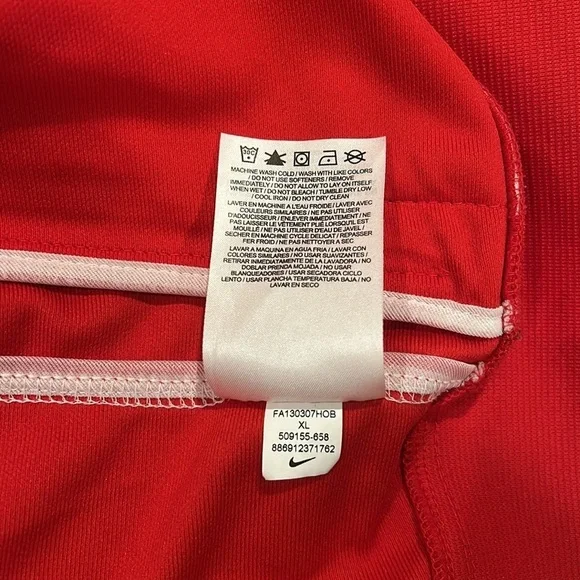 30C
MACHINE WASH COLD / WASH WITH LIKE COLORS
/ DO NOT USE SOFTENERS / REMOVE
IMMEDIATELY / DO NOT ALLOW TO LAY ON ITSELF
WHEN WET / DO NOT BLEACH / TUMBLE DRY LOW
/ COOL IRON / DO NOT DRY CLEAN
LAVER EN MACHINE A L'EAU FROIDE / LAVER AVEC
COULEURS SIMILAIRES / NE PAS UTILISER
D'ADOUCISSEUR / ENLEVER IMMEDIATEMENT / NE
PAS LAISSER LE VÊTEMENT PLIÉ LORSQU'IL EST
MOUILLÉ / NE PAS UTILISER D'EAU DE JAVEL /
SECHER EN MACHINE CYCLE DELICAT / REPASSER
FER FROID / NE PAS NETTOYER A SEC
LAVAR A MAQUINA EN AGUA FRIA / LAVAR CON
COLORES SIMILARES / NO USAR SUAVIZANTES /
RETIRAR INMEDIATAMENTE DE LA LAVADORA / NO
DOBLAR PRENDA MOJADA / NO USAR
BLANQUEADORES / USAR SECADORA CICLO
LENTO / USAR PLANCHA TEMPERATURA BAJA / NO
LAVAR EN SECO
FA130307HOB
XL
509155-658
886912371762